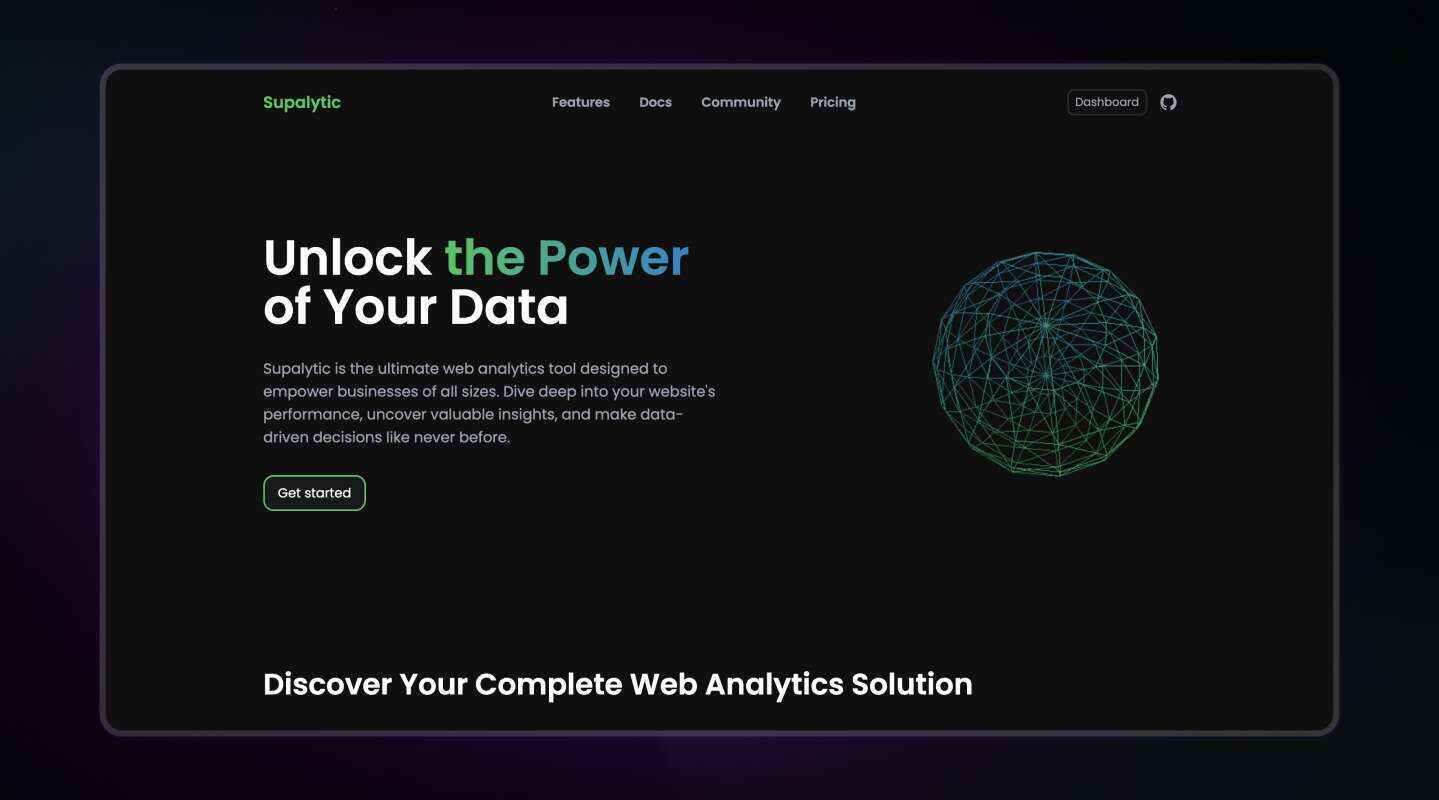 Supalytic
Features
Docs
Community
Pricing
Dashboard
Unlock the Power
of Your Data
Supalytic is the ultimate web analytics tool designed to
empower businesses of all sizes. Dive deep into your website's
performance, uncover valuable insights, and make data-
driven decisions like never before.
Get started
Discover Your Complete Web Analytics Solution